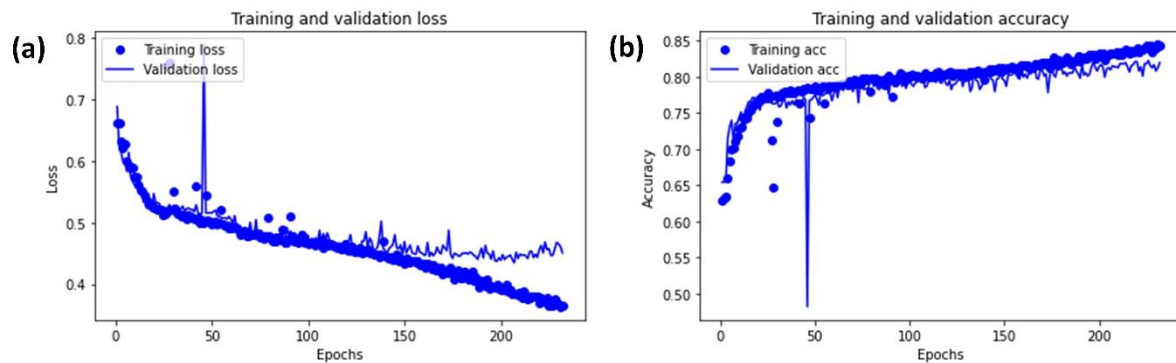 (a)
Training and validation loss
Training loss
Validation loss
Loss
0.8
0.7
0.6
0.5
0.4
0 50 100 150 200
Epochs
(b)
Training and validation accuracy
Training acc
Validation acc
Accuracy
0.85
0.80
0.75
0.70
0.65
0.60
0.55
0.50
0 50 100 150 200
Epochs